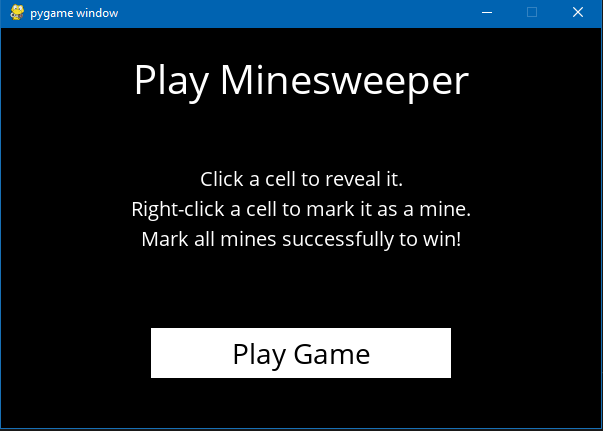 pygame window
Play Minesweeper
Click a cell to reveal it.
Right-click a cell to mark it as a mine.
Mark all mines successfully to win!
Play Game